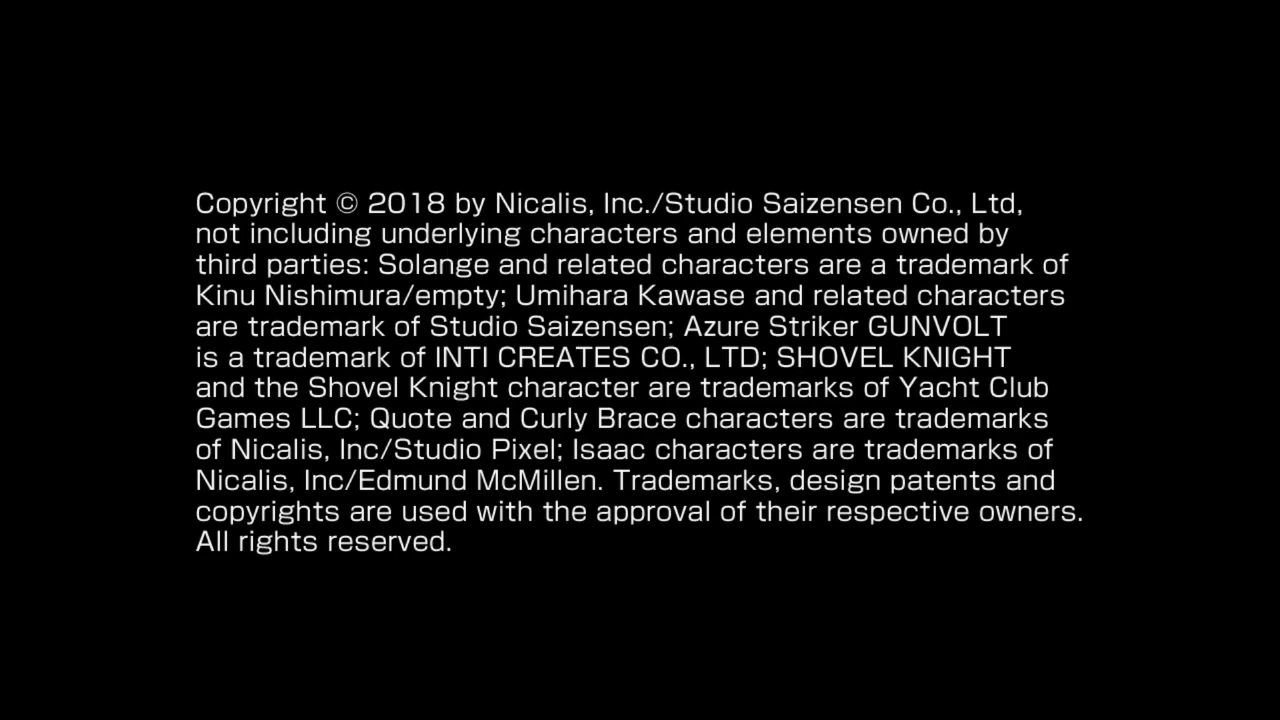 Copyright © 2018 by Nicalis, Inc./Studio Saizensen Co., Ltd,
not including underlying characters and elements owned by
third parties: Solange and related characters are a trademark of
Kinu Nishimura/empty; Umihara Kawase and related characters
are trademark of Studio Saizensen; Azure Striker GUNVOLT
is a trademark of INTI CREATES CO., LTD; SHOVEL KNIGHT
and the Shovel Knight character are trademarks of Yacht Club
Games LLC; Quote and Curly Brace characters are trademarks
of Nicalis, Inc/Studio Pixel; Isaac characters are trademarks of
Nicalis, Inc/Edmund McMillen. Trademarks, design patents and
copyrights are used with the approval of their respective owners.
All rights reserved.